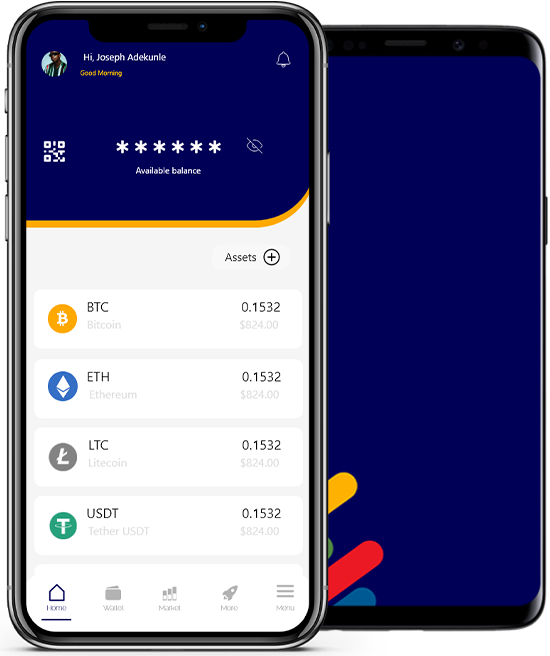 Hi, Joseph Adekunle
Good Morning
******
Available balance
Assets
BTC 0.1532
Bitcoin $824.00
ETH 0.1532
Ethereum $824.00
LTC 0.1532
Litecoin $824.00
USDT 0.1532
Tether USDT $824.00
Home Wallet Market More Menu